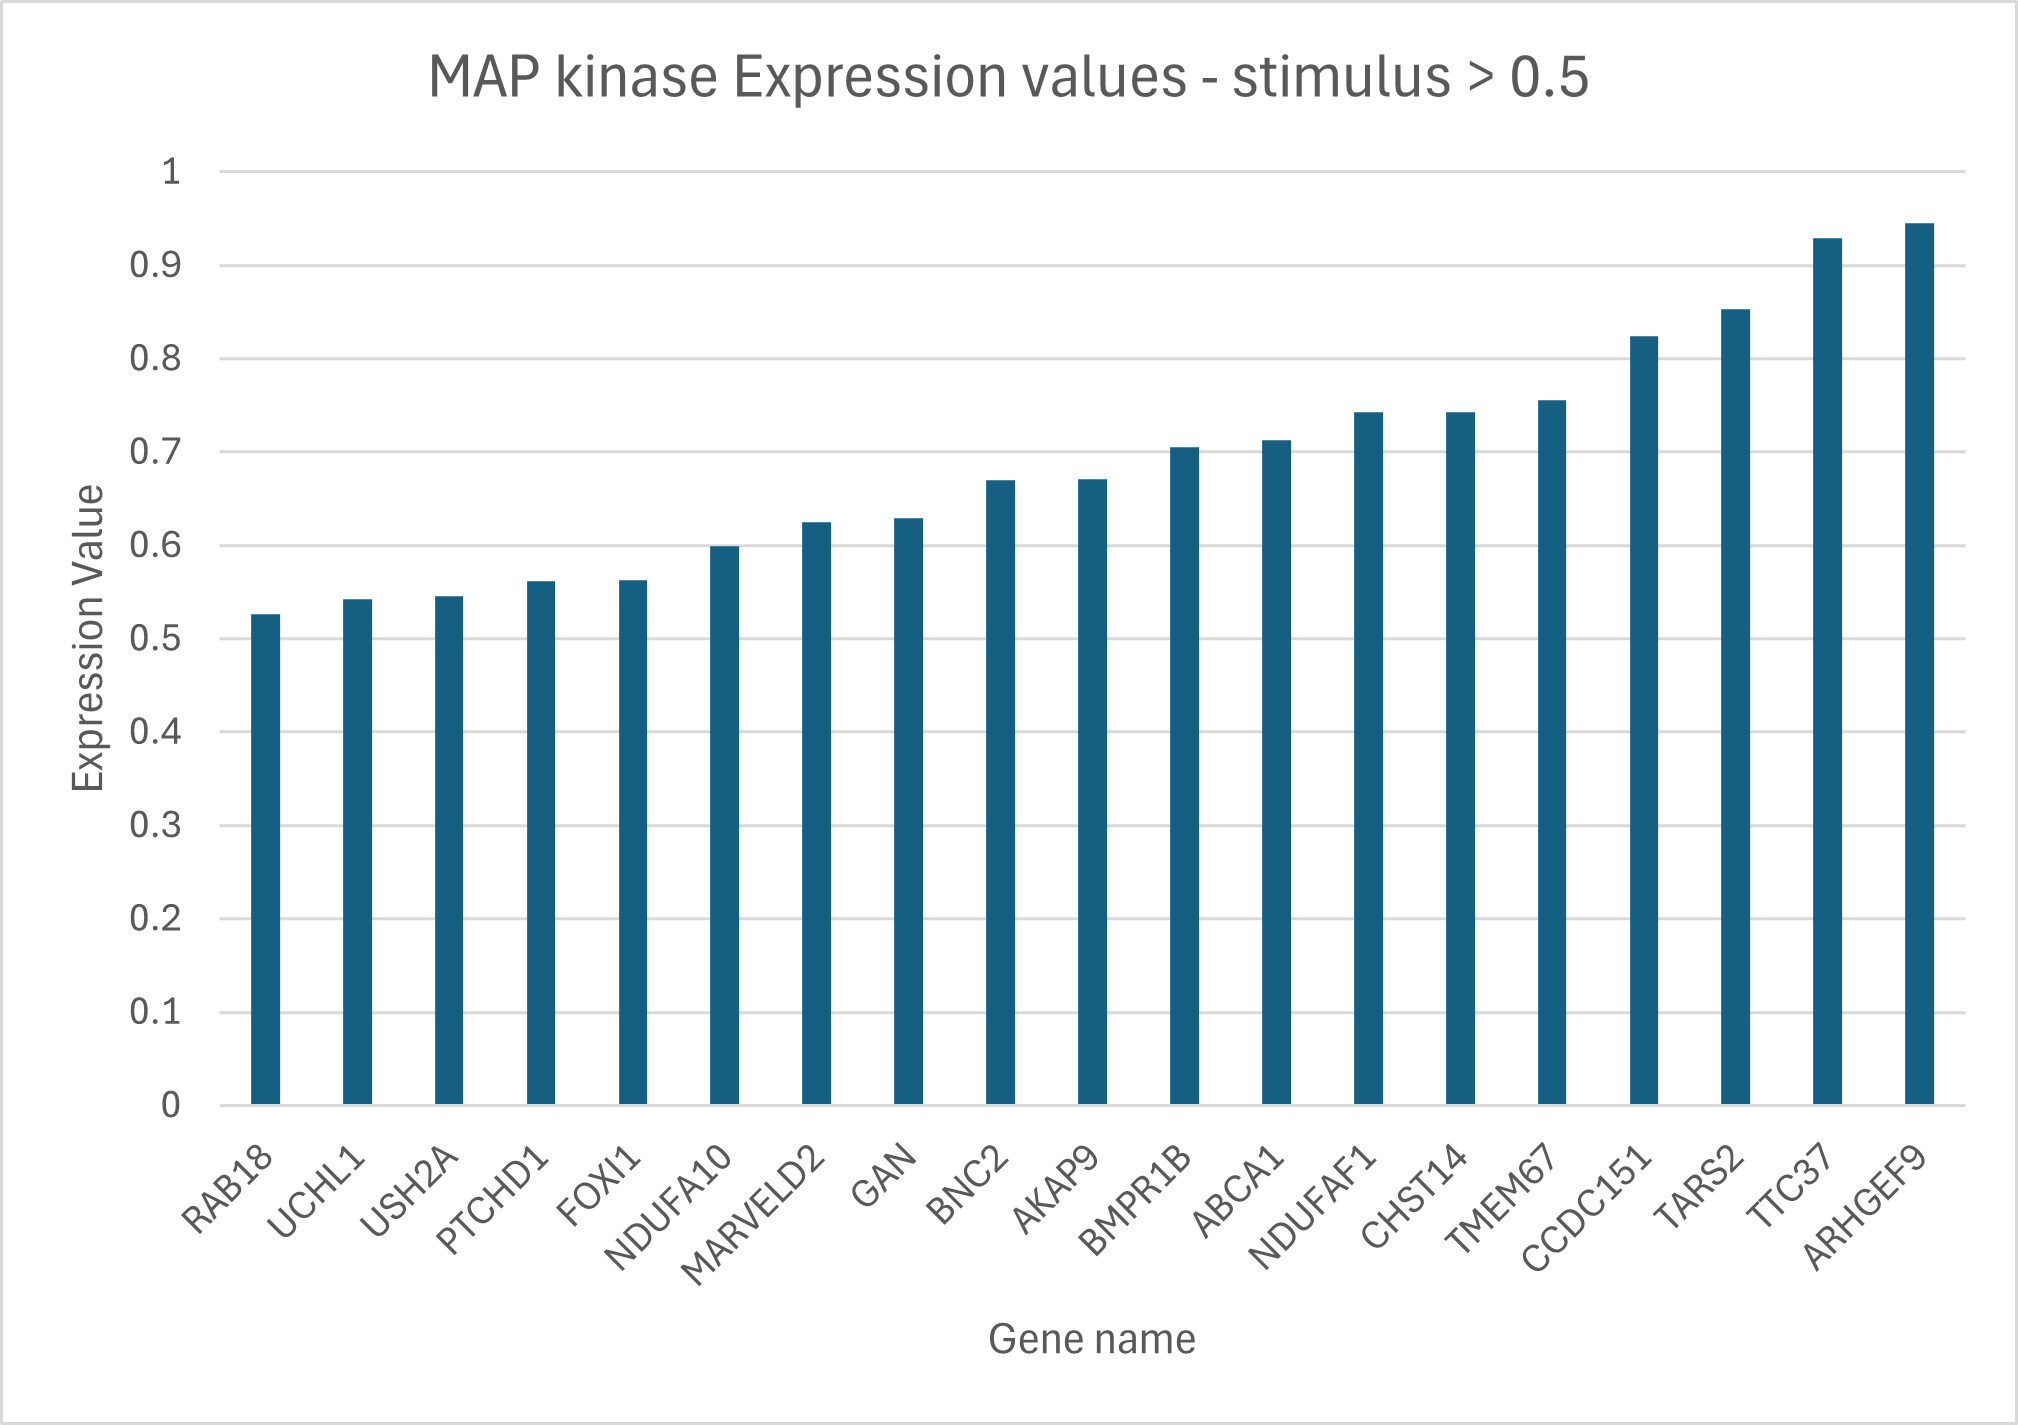 MAP kinase Expression values - stimulus > 0.5
1
0.9
0.8
0.7
0.6
0.5
0.4
0.3
0.2
0.1
0
Expression Value
RAB18
UCHL1
USH2A
PTCHD1
FOXI1
NDUFA10
MARVELD2
GAN
BNC2
AKAP9
BMPR1B
ABCA1
NDUFAF1
CHST14
TMEM67
CCDC151
TARS2
TTC37
ARHGEF9
Gene name